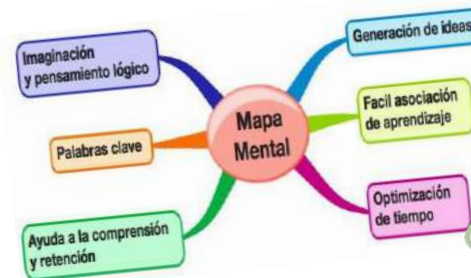 Imaginación
y pensamiento lógico
Palabras clave
Ayuda a la comprensión
y retención
Mapa
Mental
Generación de ideas
Facil asociación
de aprendizaje
Optimización
de tiempo